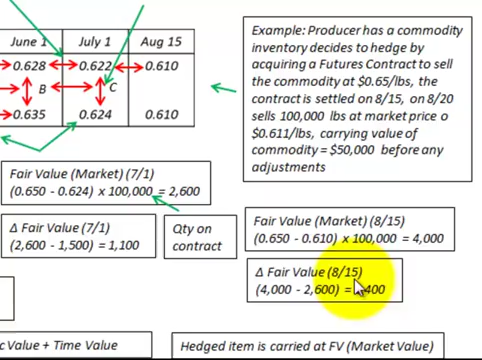 June 1 July 1 Aug 15
0.628 0.622 0.610
B C
0.635 0.624 0.610
Example: Producer has a commodity
inventory decides to hedge by
acquiring a Futures Contract to sell
the commodity at $0.65/lbs, the
contract is settled on 8/15, on 8/20
sells 100,000 lbs at market price o
$0.611/lbs, carrying value of
commodity = $50,000 before any
adjustments
Fair Value (Market) (7/1)
(0.650 - 0.624) x 100,000 = 2,600
Δ Fair Value (7/1)
(2,600 - 1,500) = 1,100
Qty on
contract
Fair Value (Market) (8/15)
(0.650 - 0.610) x 100,000 = 4,000
Δ Fair Value (8/15)
(4,000 - 2,600) = 400
c Value + Time Value
Hedged item is carried at FV (Market Value)